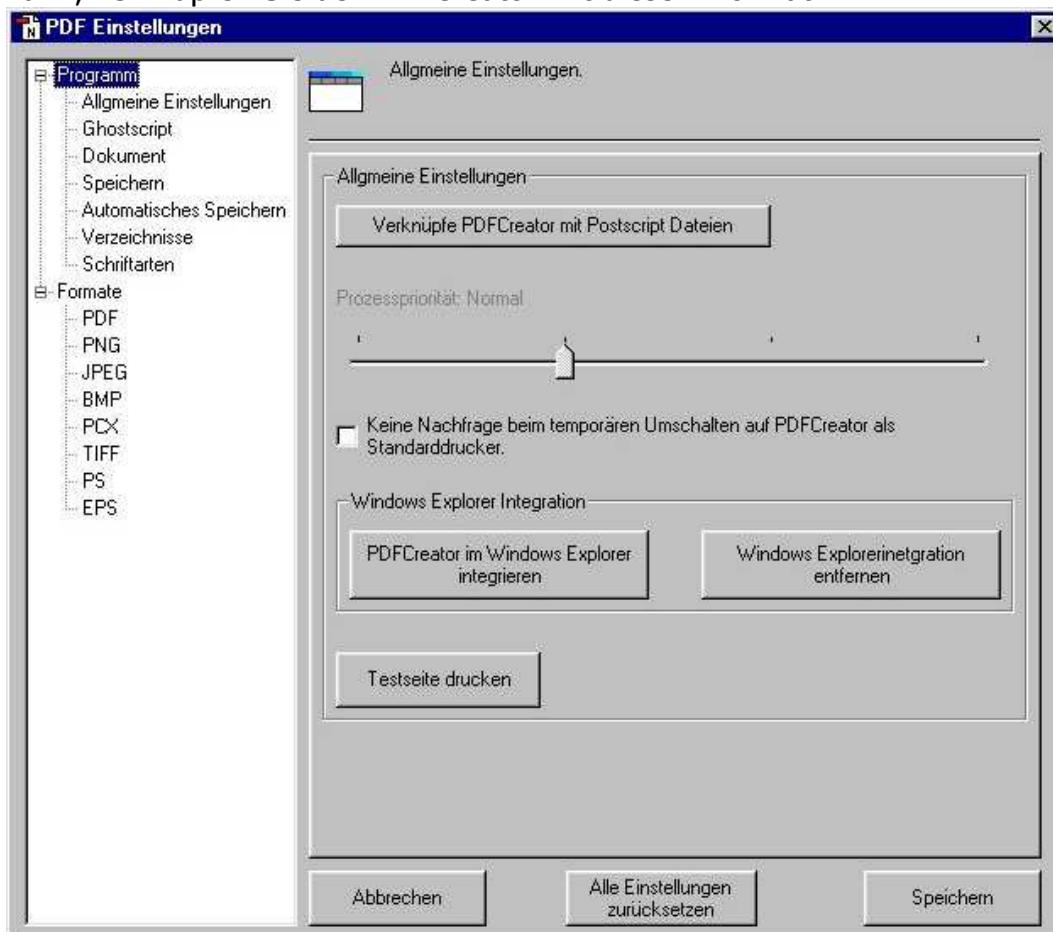 PDF Einstellungen
Programm
Allgmeine Einstellungen
Ghostscript
Dokument
Speichern
Automatisches Speichern
Verzeichnisse
Schriftarten
Formate
PDF
PNG
JPEG
BMP
PCX
TIFF
PS
EPS
Allgmeine Einstellungen.
Allgmeine Einstellungen
Verknüpfe PDFCreator mit Postscript Dateien
Prozesspriorität: Normal
Keine Nachfrage beim temporären Umschalten auf PDFCreator als
Standarddrucker.
Windows Explorer Integration
PDFCreator im Windows Explorer
integrieren
Windows Explorerinetgration
entfernen
Testseite drucken
Abbrechen
Alle Einstellungen
zurücksetzen
Speichern